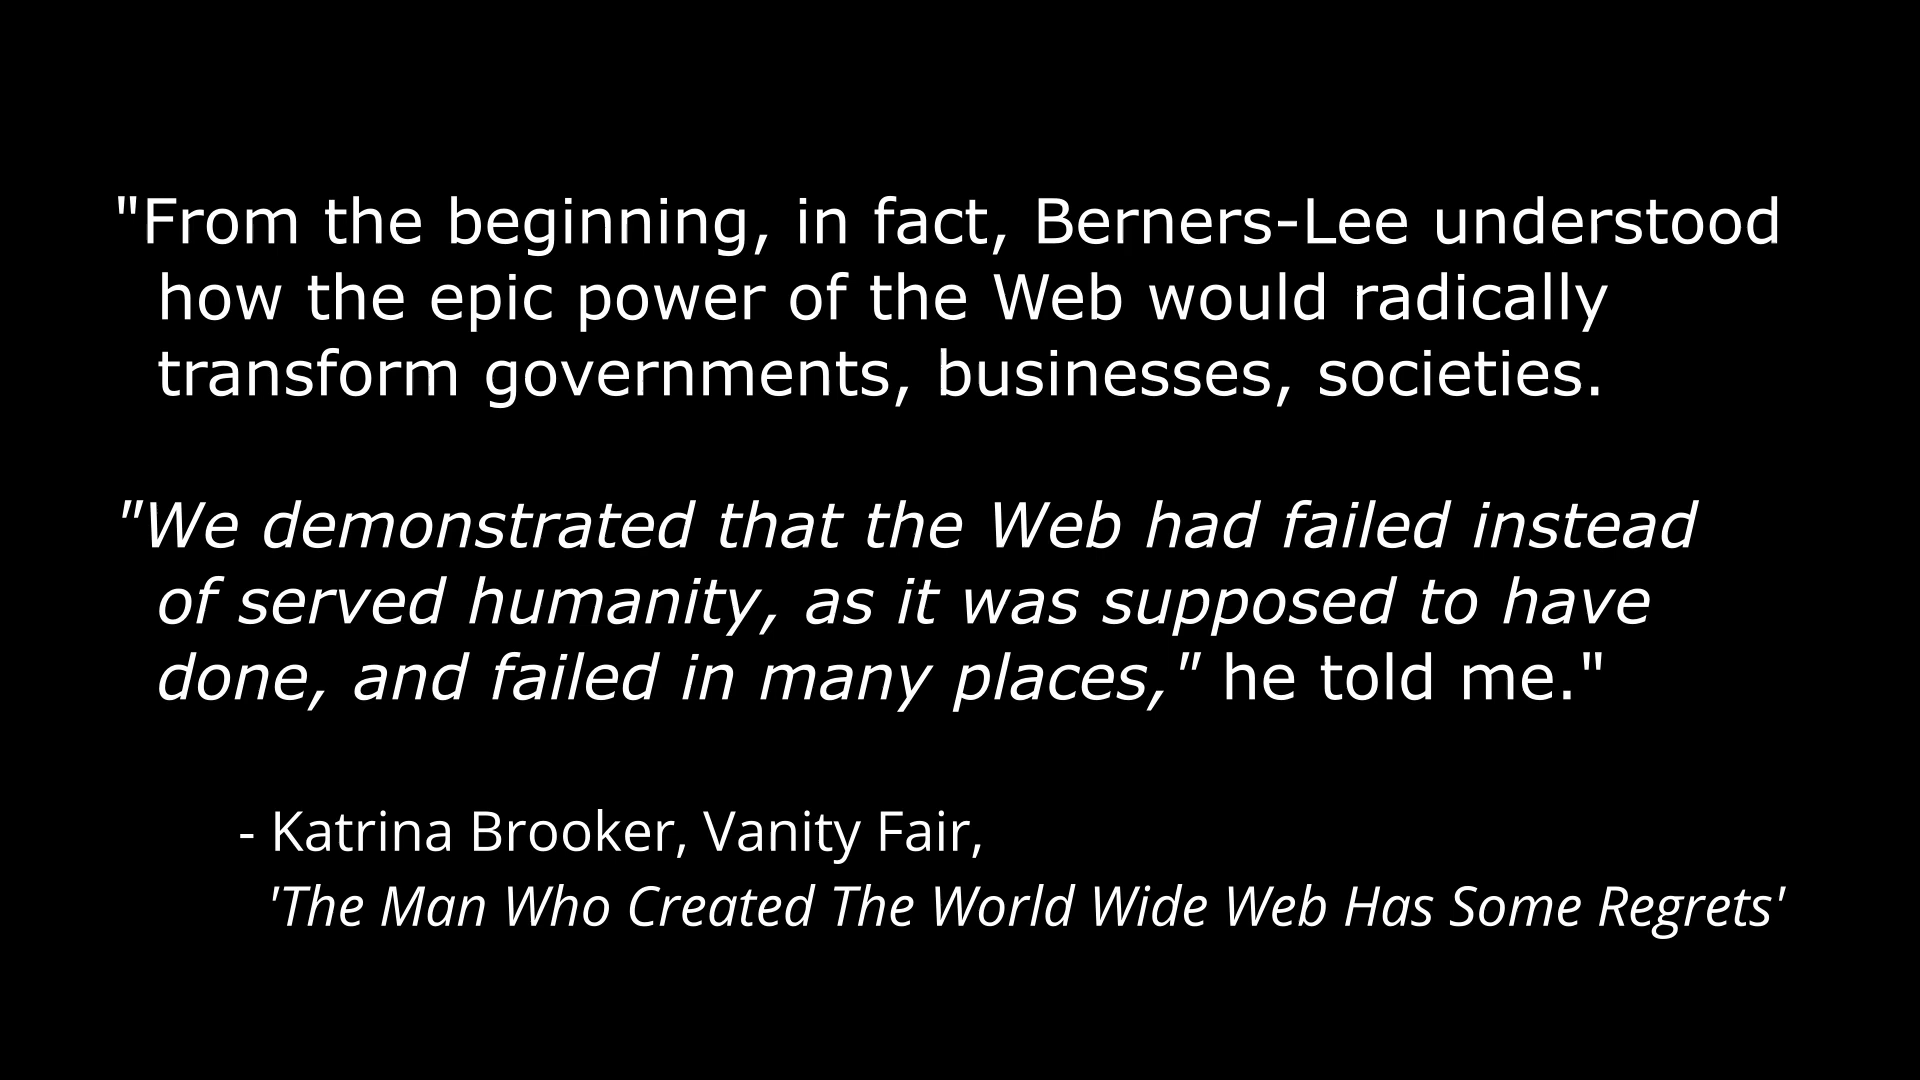 "From the beginning, in fact, Berners-Lee understood
how the epic power of the Web would radically
transform governments, businesses, societies.
"We demonstrated that the Web had failed instead
of served humanity, as it was supposed to have
done, and failed in many places," he told me."
- Katrina Brooker, Vanity Fair,
'The Man Who Created The World Wide Web Has Some Regrets'